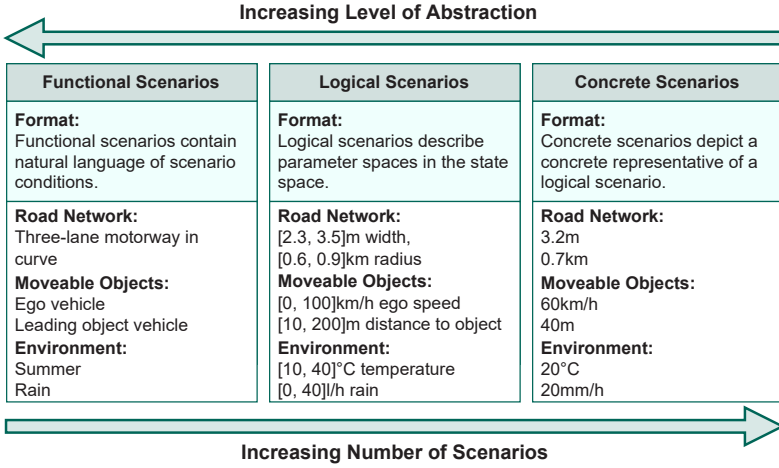 Increasing Level of Abstraction
Functional Scenarios
Format:
Functional scenarios contain
natural language of scenario
conditions.
Road Network:
Three-lane motorway in
curve
Moveable Objects:
Ego vehicle
Leading object vehicle
Environment:
Summer
Rain
Logical Scenarios
Format:
Logical scenarios describe
parameter spaces in the state
space.
Road Network:
[2.3, 3.5]m width,
[0.6, 0.9]km radius
Moveable Objects:
[0, 100]km/h ego speed
[10, 200]m distance to object
Environment:
[10, 40]°C temperature
[0, 40]l/h rain
Concrete Scenarios
Format:
Concrete scenarios depict a
concrete representative of a
logical scenario.
Road Network:
3.2m
0.7km
Moveable Objects:
60km/h
40m
Environment:
20°C
20mm/h
Increasing Number of Scenarios